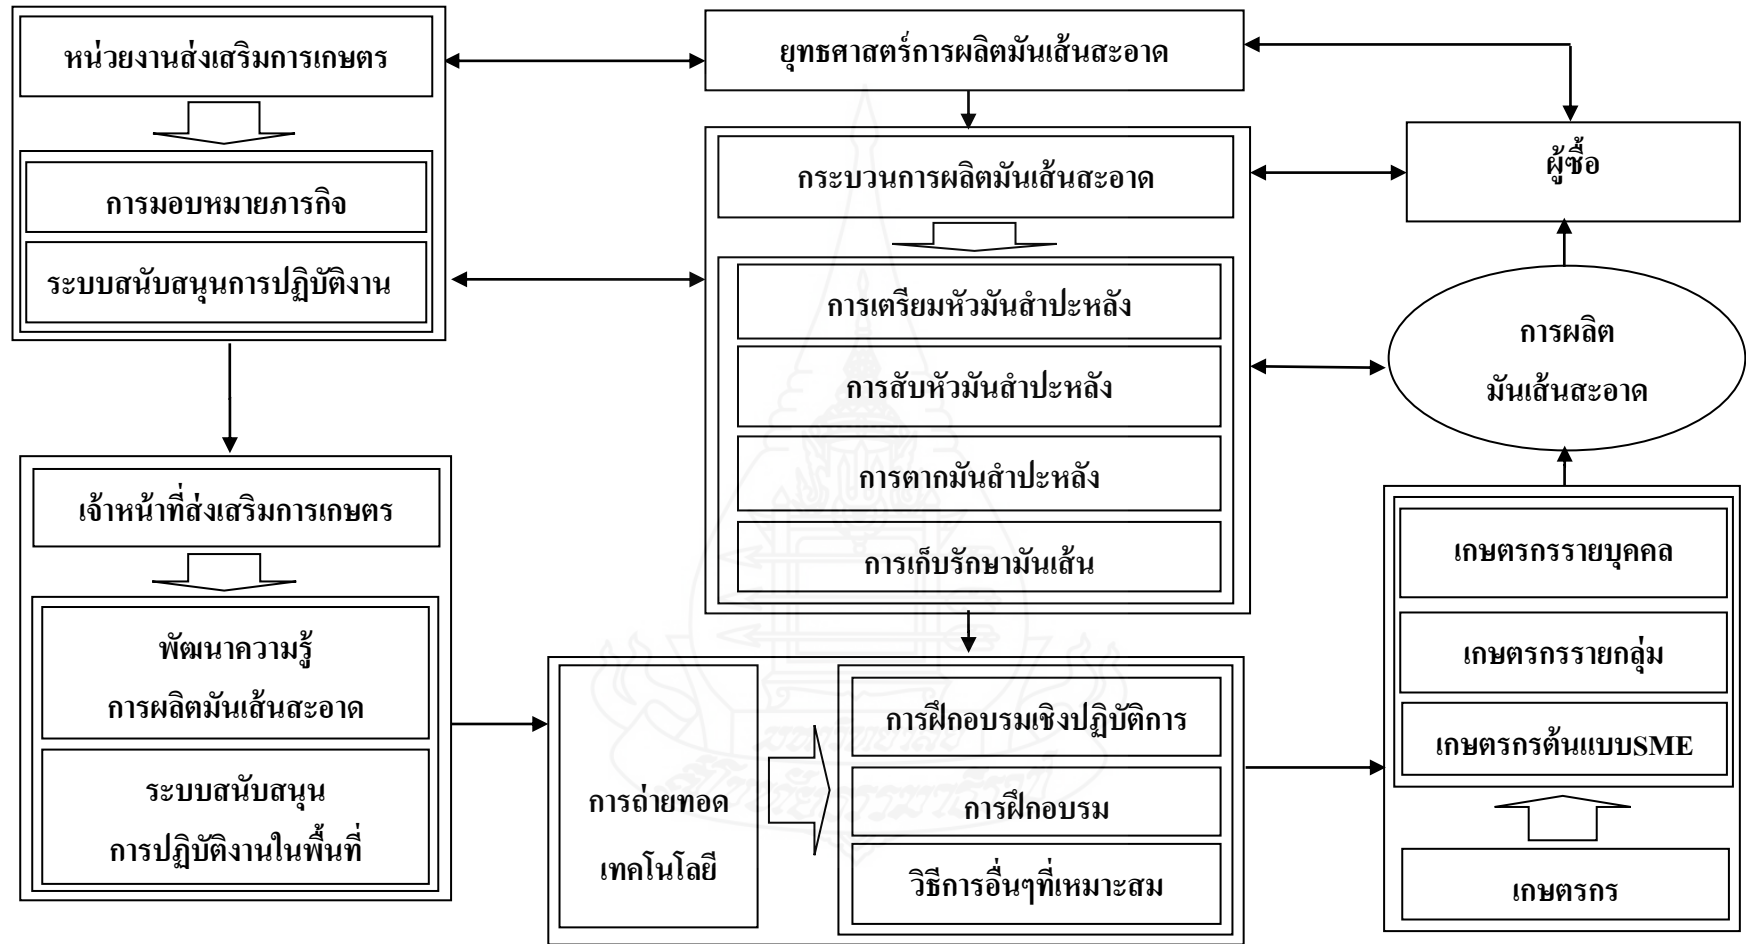 หน่วยงานส่งเสริมการเกษตร
การมอบหมายภารกิจ
ระบบสนับสนุนการปฏิบัติงาน
เจ้าหน้าที่ส่งเสริมการเกษตร
พัฒนาความรู้
การผลิตมันเส้นสะอาด
ระบบสนับสนุน
การปฏิบัติงานในพื้นที่
ยุทธศาสตร์การผลิตมันเส้นสะอาด
กระบวนการผลิตมันเส้นสะอาด
การเตรียมหัวมันสำปะหลัง
การสับหัวมันสำปะหลัง
การตากมันสำปะหลัง
การเก็บรักษามันเส้น
การถ่ายทอด
เทคโนโลยี
การฝึกอบรมเชิงปฏิบัติการ
การฝึกอบรม
วิธีการอื่นๆที่เหมาะสม
ผู้ซื้อ
การผลิต
มันเส้นสะอาด
เกษตรกรรายบุคคล
เกษตรกรรายกลุ่ม
เกษตรกรต้นแบบSME
เกษตรกร